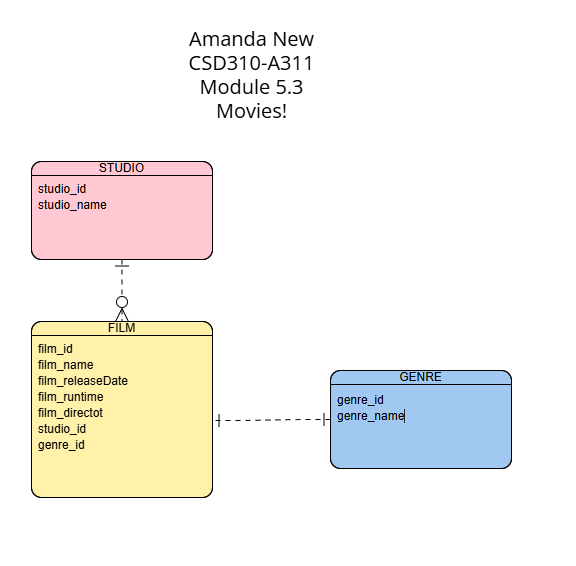 Amanda New
CSD310-A311
Module 5.3
Movies!
STUDIO
studio_id
studio_name
FILM
film_id
film_name
film_releaseDate
film_runtime
film_directot
studio_id
genre_id
GENRE
genre_id
genre_name